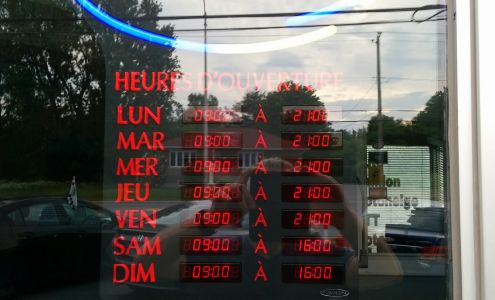 HEURES D'OUVERTURE
LUN 09:00 À 21:00
MAR 09:00 À 21:00
MER 09:00 À 21:00
JEU 09:00 À 21:00
VEN 09:00 À 21:00
SAM 09:00 À 16:00
DIM 09:00 À 16:00